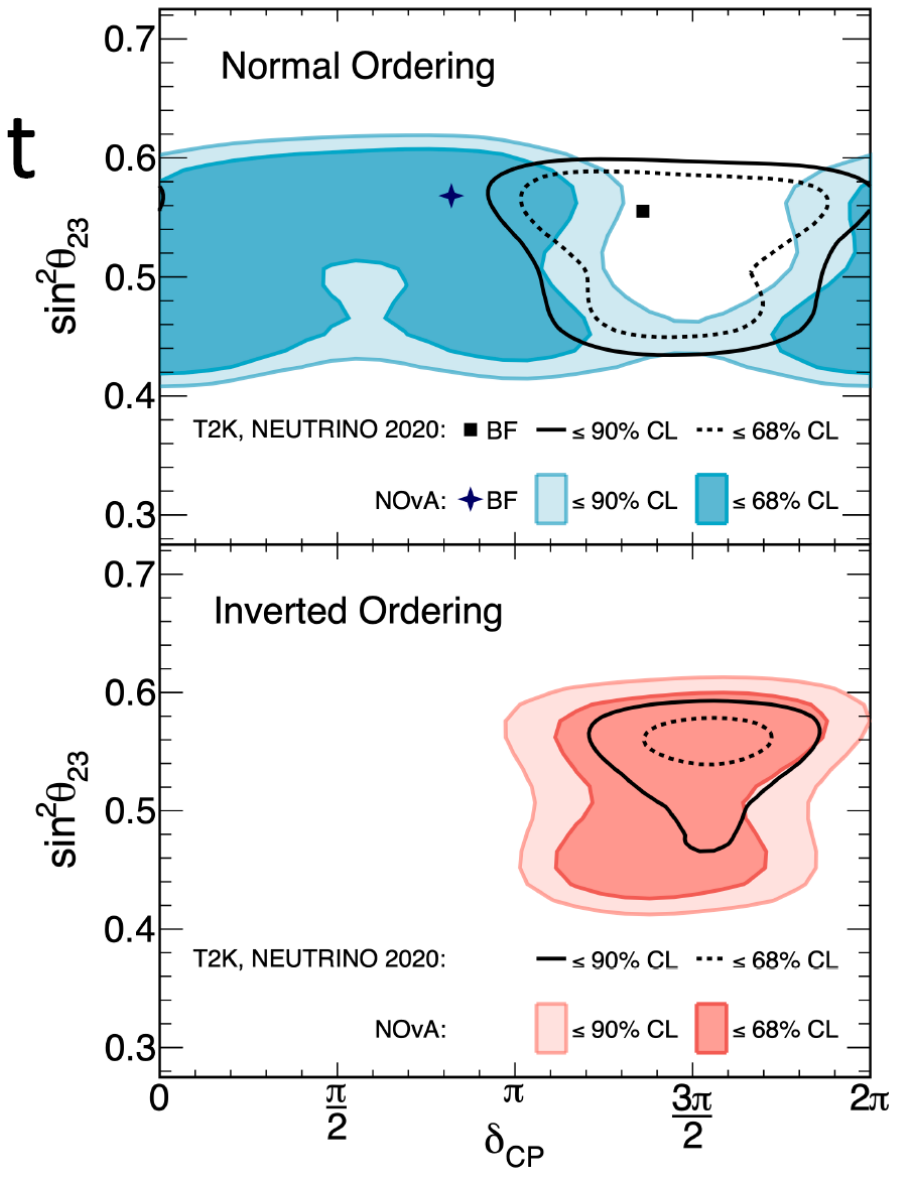 0.7
Normal Ordering
t
0.6
sin²θ₂₃
0.5
0.4
T2K, NEUTRINO 2020: BF ≤ 90% CL ≤ 68% CL
NOvA: BF ≤ 90% CL ≤ 68% CL
0.3
0.7
Inverted Ordering
0.6
sin²θ₂₃
0.5
0.4
T2K, NEUTRINO 2020: ≤ 90% CL ≤ 68% CL
NOvA: ≤ 90% CL ≤ 68% CL
0.3
0 π/2 π 3π/2 2π
δCP